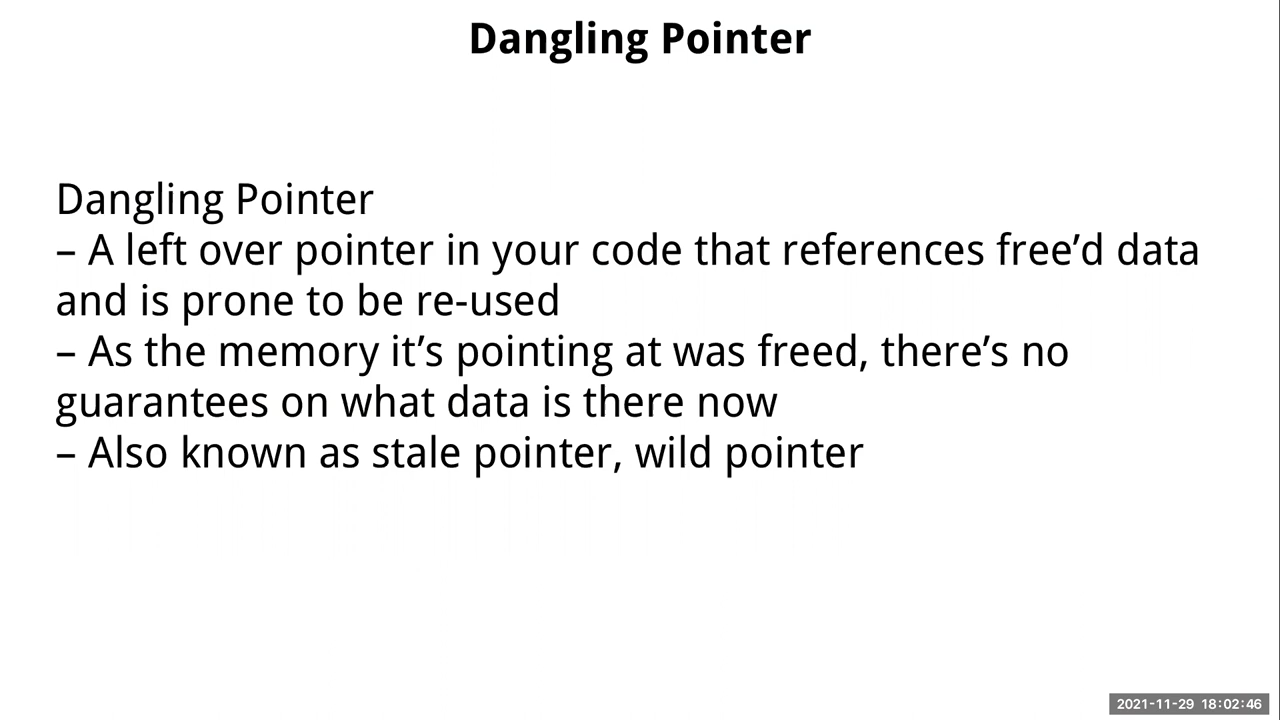 Dangling Pointer
Dangling Pointer
– A left over pointer in your code that references free’d data
and is prone to be re-used
– As the memory it’s pointing at was freed, there’s no
guarantees on what data is there now
– Also known as stale pointer, wild pointer
2021-11-29 18:02:46